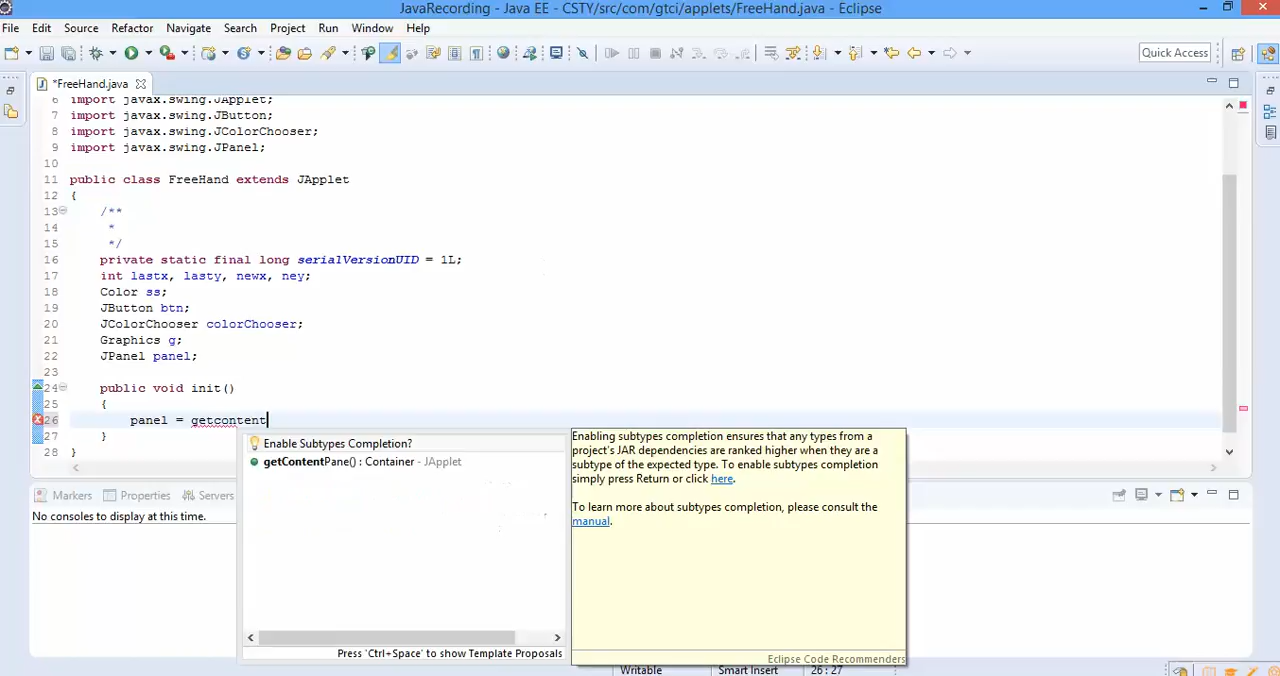 JavaRecording - Java EE - CSTY/src/com/gtci/applets/FreeHand.java - Eclipse
File Edit Source Refactor Navigate Search Project Run Window Help
Quick Access
*FreeHand.java
6 import javax.swing.JApplet;
7 import javax.swing.JButton;
8 import javax.swing.JColorChooser;
9 import javax.swing.JPanel;
10
11 public class FreeHand extends JApplet
12 {
13 /**
14 *
15 */
16 private static final long serialVersionUID = 1L;
17 int lastx, lasty, newx, ney;
18 Color ss;
19 JButton btn;
20 JColorChooser colorChooser;
21 Graphics g;
22 JPanel panel;
23
24 public void init()
25 {
26 panel = getcontent
27 }
28 }
Enable Subtypes Completion?
getContentPane() : Container - JApplet
Press 'Ctrl+Space' to show Template Proposals
Enabling subtypes completion ensures that any types from a
project's JAR dependencies are ranked higher when they are a
subtype of the expected type. To enable subtypes completion
simply press Return or click here.
To learn more about subtypes completion, please consult the
manual.
Eclipse Code Recommenders
Markers Properties Servers
No consoles to display at this time.
Writable Smart Insert 26 : 27